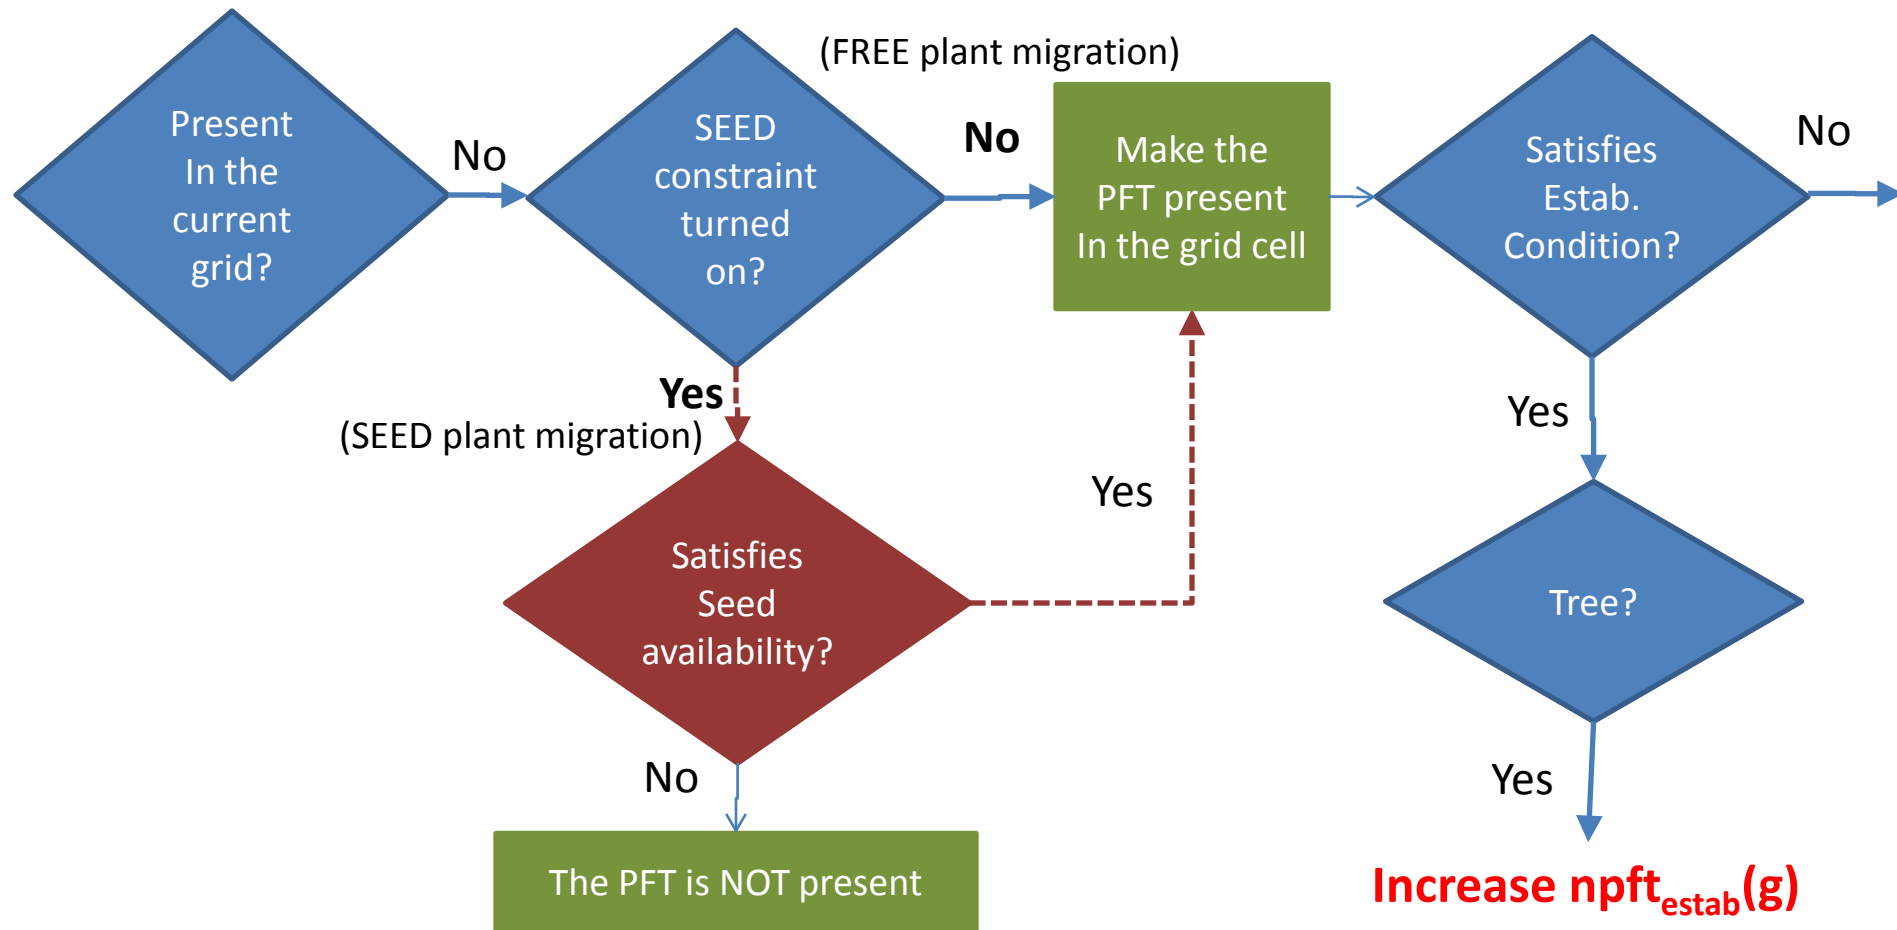 Present
In the
current
grid?
No
SEED
constraint
turned
on?
(FREE plant migration)
No
Make the
PFT present
In the grid cell
Satisfies
Estab.
Condition?
No
Yes
(SEED plant migration)
Satisfies
Seed
availability?
Yes
No
The PFT is NOT present
Yes
Tree?
Yes
Increase npft_estab(g)